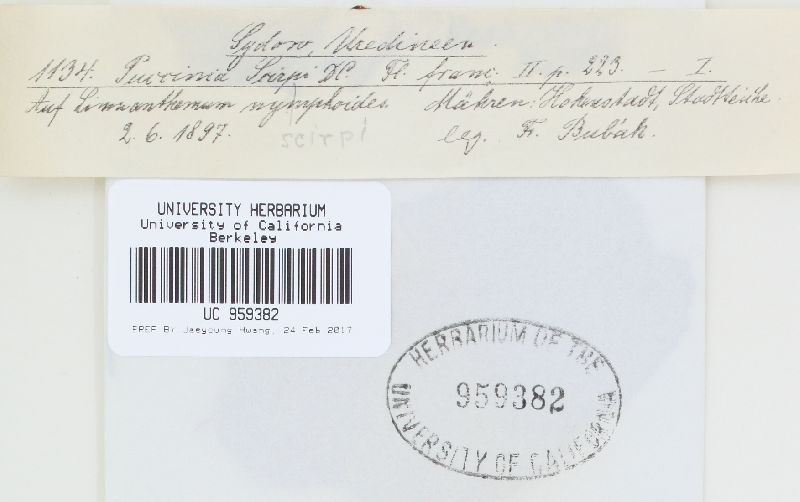 Sydow, Uredineen.
1134. Puccinia Scirpi DC. Fl. franç. II. p. 223. — I.
Auf Limnanthemum nymphoides Mähren: Hohenstadt, Stadtteiche.
2. 6. 1897. leg. Fr. Bubák.
scirpi
UNIVERSITY HERBARIUM
University of California
Berkeley
UC 959382
PREP BY Jaeyoung Hwang, 24 Feb 2017
HERBARIUM OF THE
959382
UNIVERSITY OF CALIFORNIA